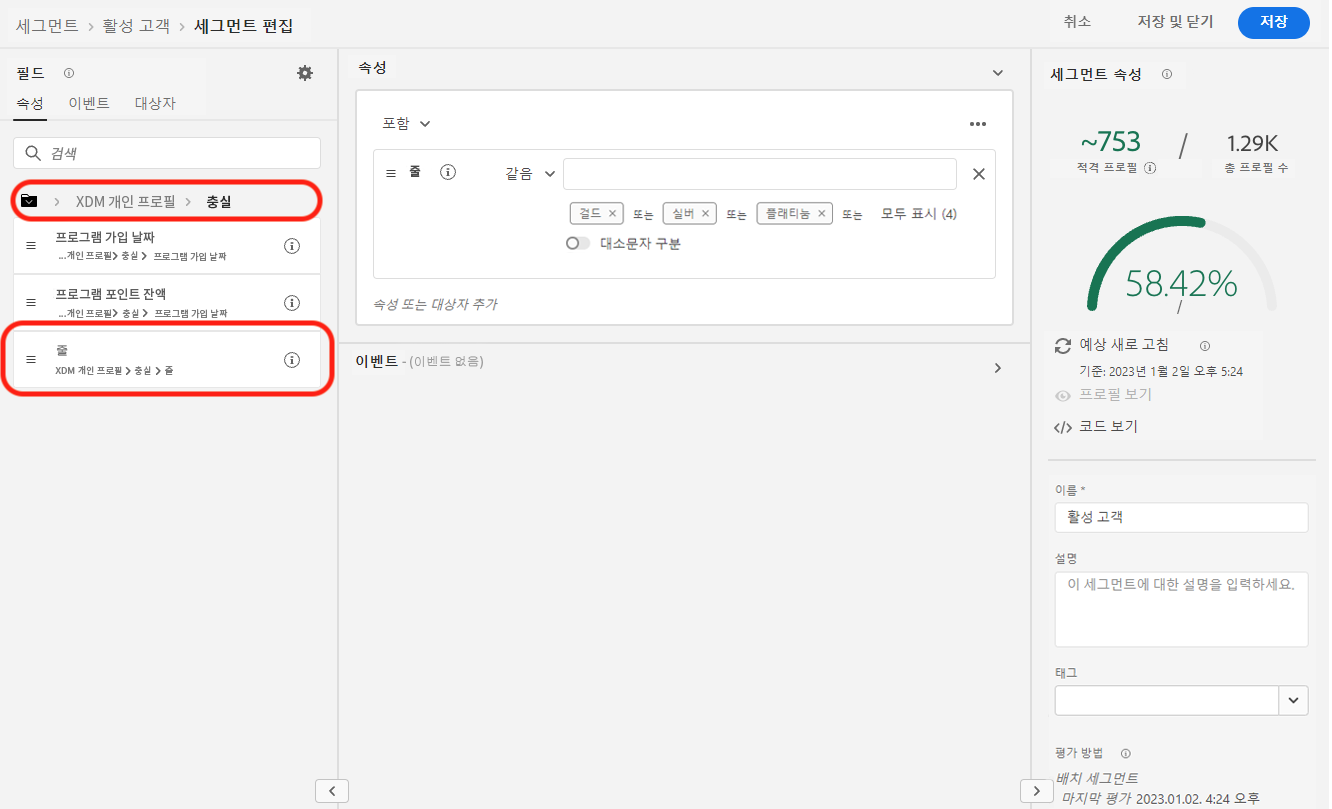 세그먼트 > 활성 고객 > 세그먼트 편집
취소 저장 및 닫기 저장
필드
속성 이벤트 대상자
검색
XDM 개인 프로필 > 충실
프로그램 가입 날짜
...개인 프로필> 충실 > 프로그램 가입 날짜
프로그램 포인트 잔액
...개인 프로필> 충실 > 프로그램 가입 날짜
줄
XDM 개인 프로필 > 충실 > 줄
속성
포함
줄 같음
걸드 × 또는 실버 × 또는 플래티눔 × 또는 모두 표시 (4)
대소문자 구분
속성 또는 대상자 추가
이벤트 - (이벤트 없음)
세그먼트 속성
~753 / 1.29K
적격 프로필 총 프로필 수
58.42%
/
예상 새로 고침
기준: 2023년 1월 2일 오후 5:24
프로필 보기
</> 코드 보기
이름 *
활성 고객
설명
이 세그먼트에 대한 설명을 입력하세요.
태그
평가 방법
배치 세그먼트
마지막 평가 2023.01.02. 4:24 오후